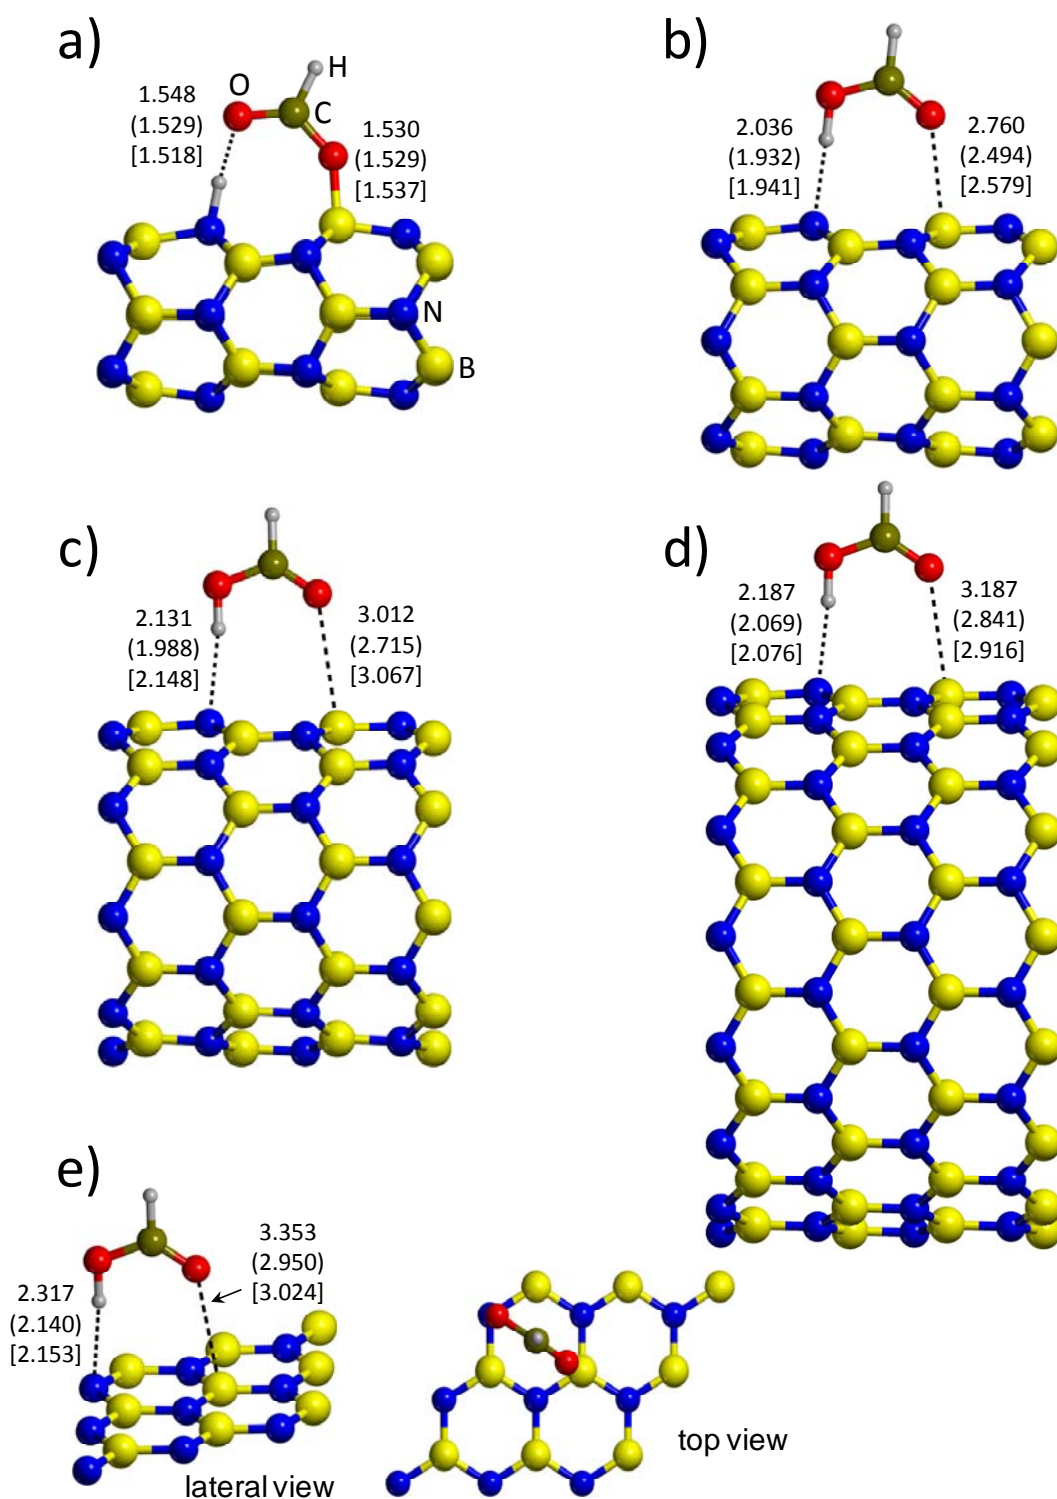 a)
O
H
C
1.548
(1.529)
[1.518]
1.530
(1.529)
[1.537]
N
B
b)
2.036
(1.932)
[1.941]
2.760
(2.494)
[2.579]
c)
2.131
(1.988)
[2.148]
3.012
(2.715)
[3.067]
d)
2.187
(2.069)
[2.076]
3.187
(2.841)
[2.916]
e)
2.317
(2.140)
[2.153]
3.353
(2.950)
[3.024]
lateral view
top view